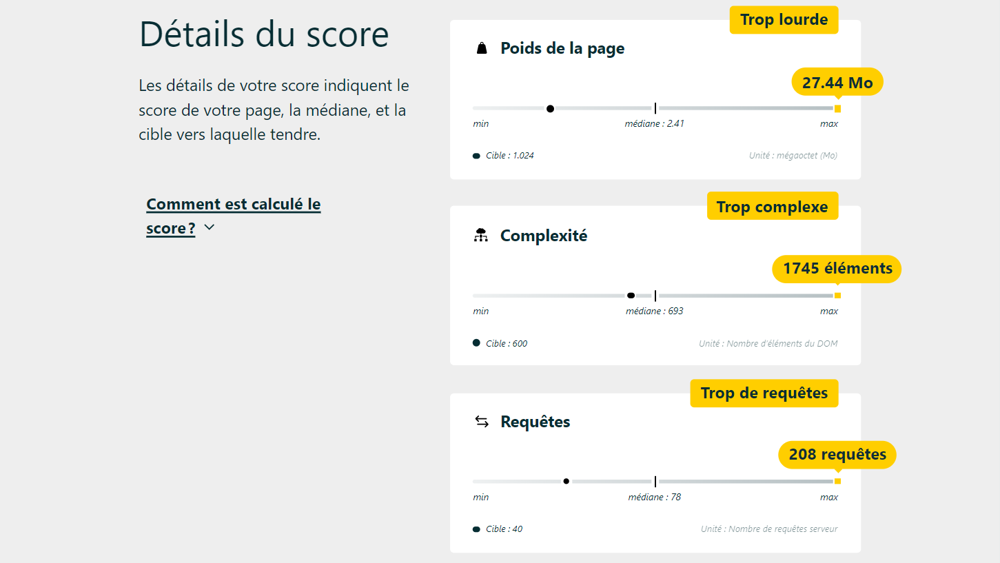 Détails du score
Les détails de votre score indiquent le
score de votre page, la médiane, et la
cible vers laquelle tendre.
Comment est calculé le
score ?
Trop lourde
Poids de la page
27.44 Mo
min
médiane : 2.41
max
Cible : 1.024
Unité : mégaoctet (Mo)
Trop complexe
Complexité
1745 éléments
min
médiane : 693
max
Cible : 600
Unité : Nombre d'éléments du DOM
Trop de requêtes
Requêtes
208 requêtes
min
médiane : 78
max
Cible : 40
Unité : Nombre de requêtes serveur